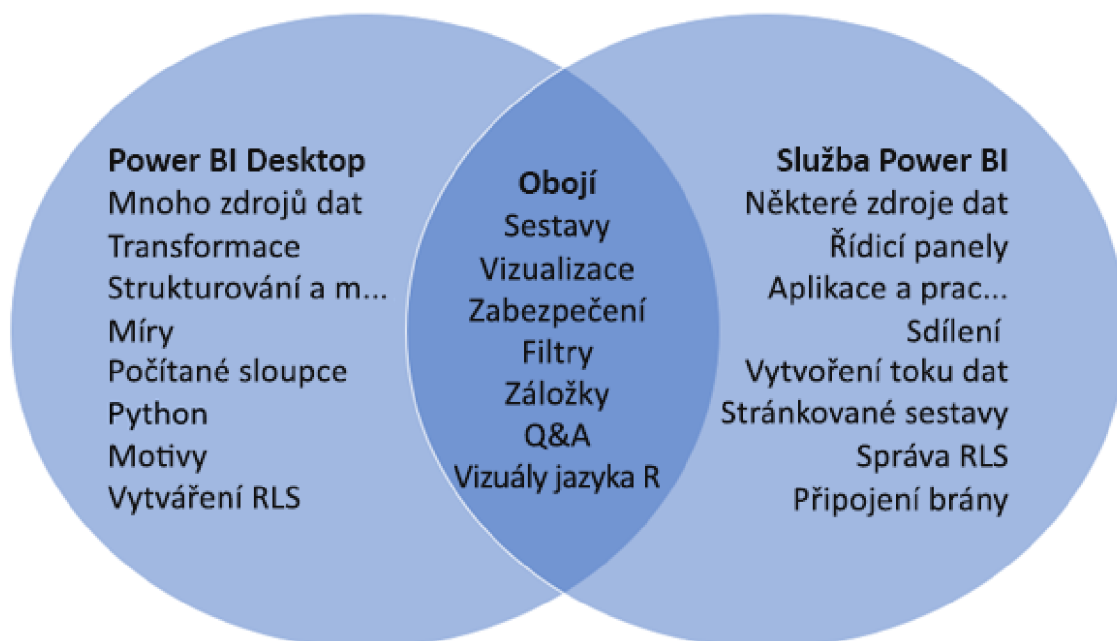 Power BI Desktop
Mnoho zdrojů dat
Transformace
Strukturování a m...
Míry
Počítané sloupce
Python
Motivy
Vytváření RLS
Obojí
Sestavy
Vizualizace
Zabezpečení
Filtry
Záložky
Q&A
Vizuály jazyka R
Služba Power BI
Některé zdroje dat
Řídicí panely
Aplikace a prac...
Sdílení
Vytvoření toku dat
Stránkované sestavy
Správa RLS
Připojení brány